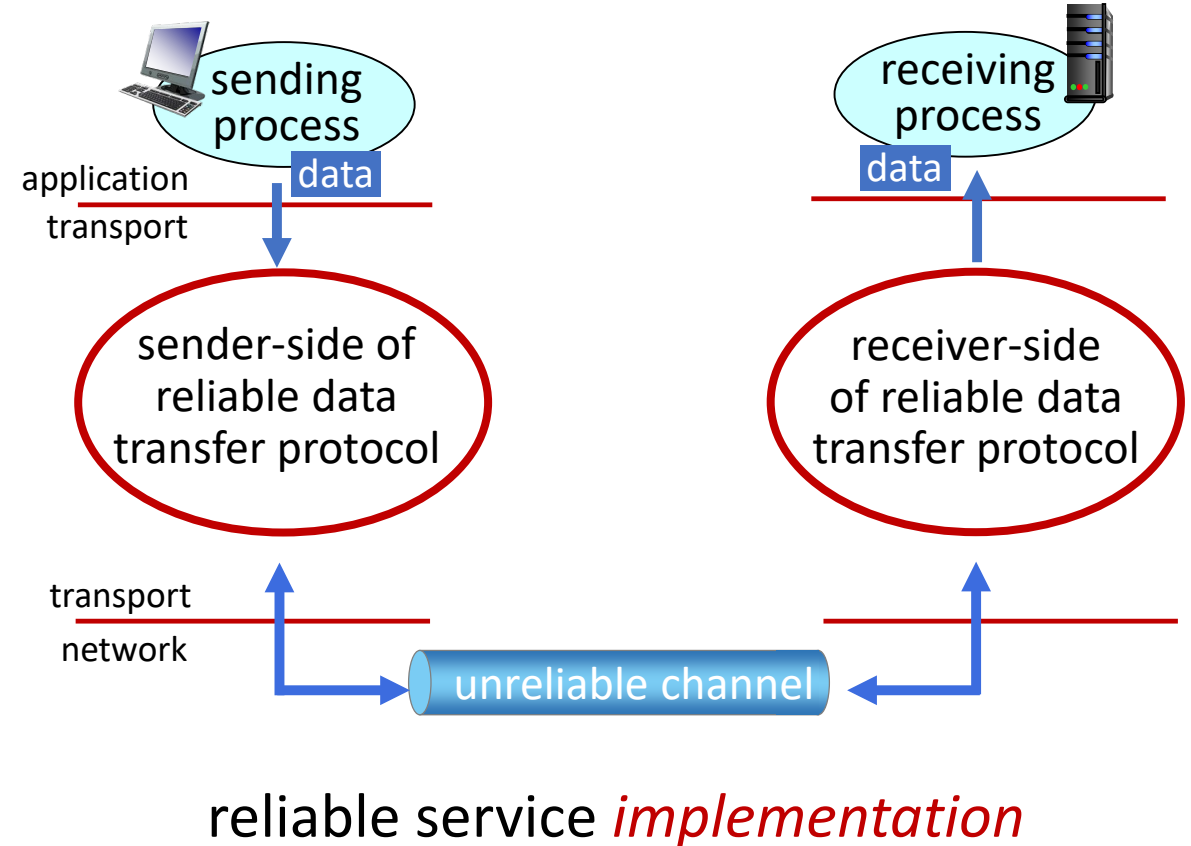 sending
process
data
receiving
process
data
application
transport
sender-side of
reliable data
transfer protocol
receiver-side
of reliable data
transfer protocol
transport
network
unreliable channel
reliable service implementation